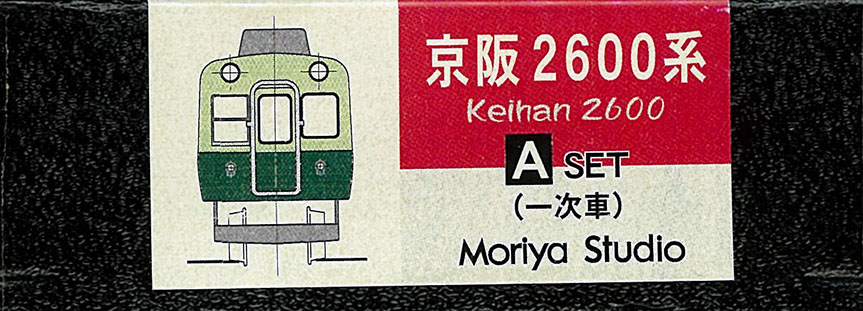 京阪2600系
Keihan 2600
A SET
(一次車)
Moriya Studio